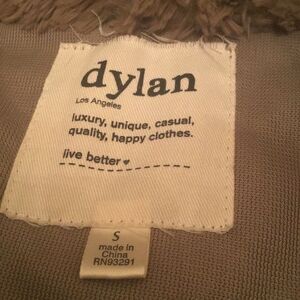 dylan
Los Angeles
luxury, unique, casual,
quality, happy clothes.
live better ♥
S
made in
China
RN93291